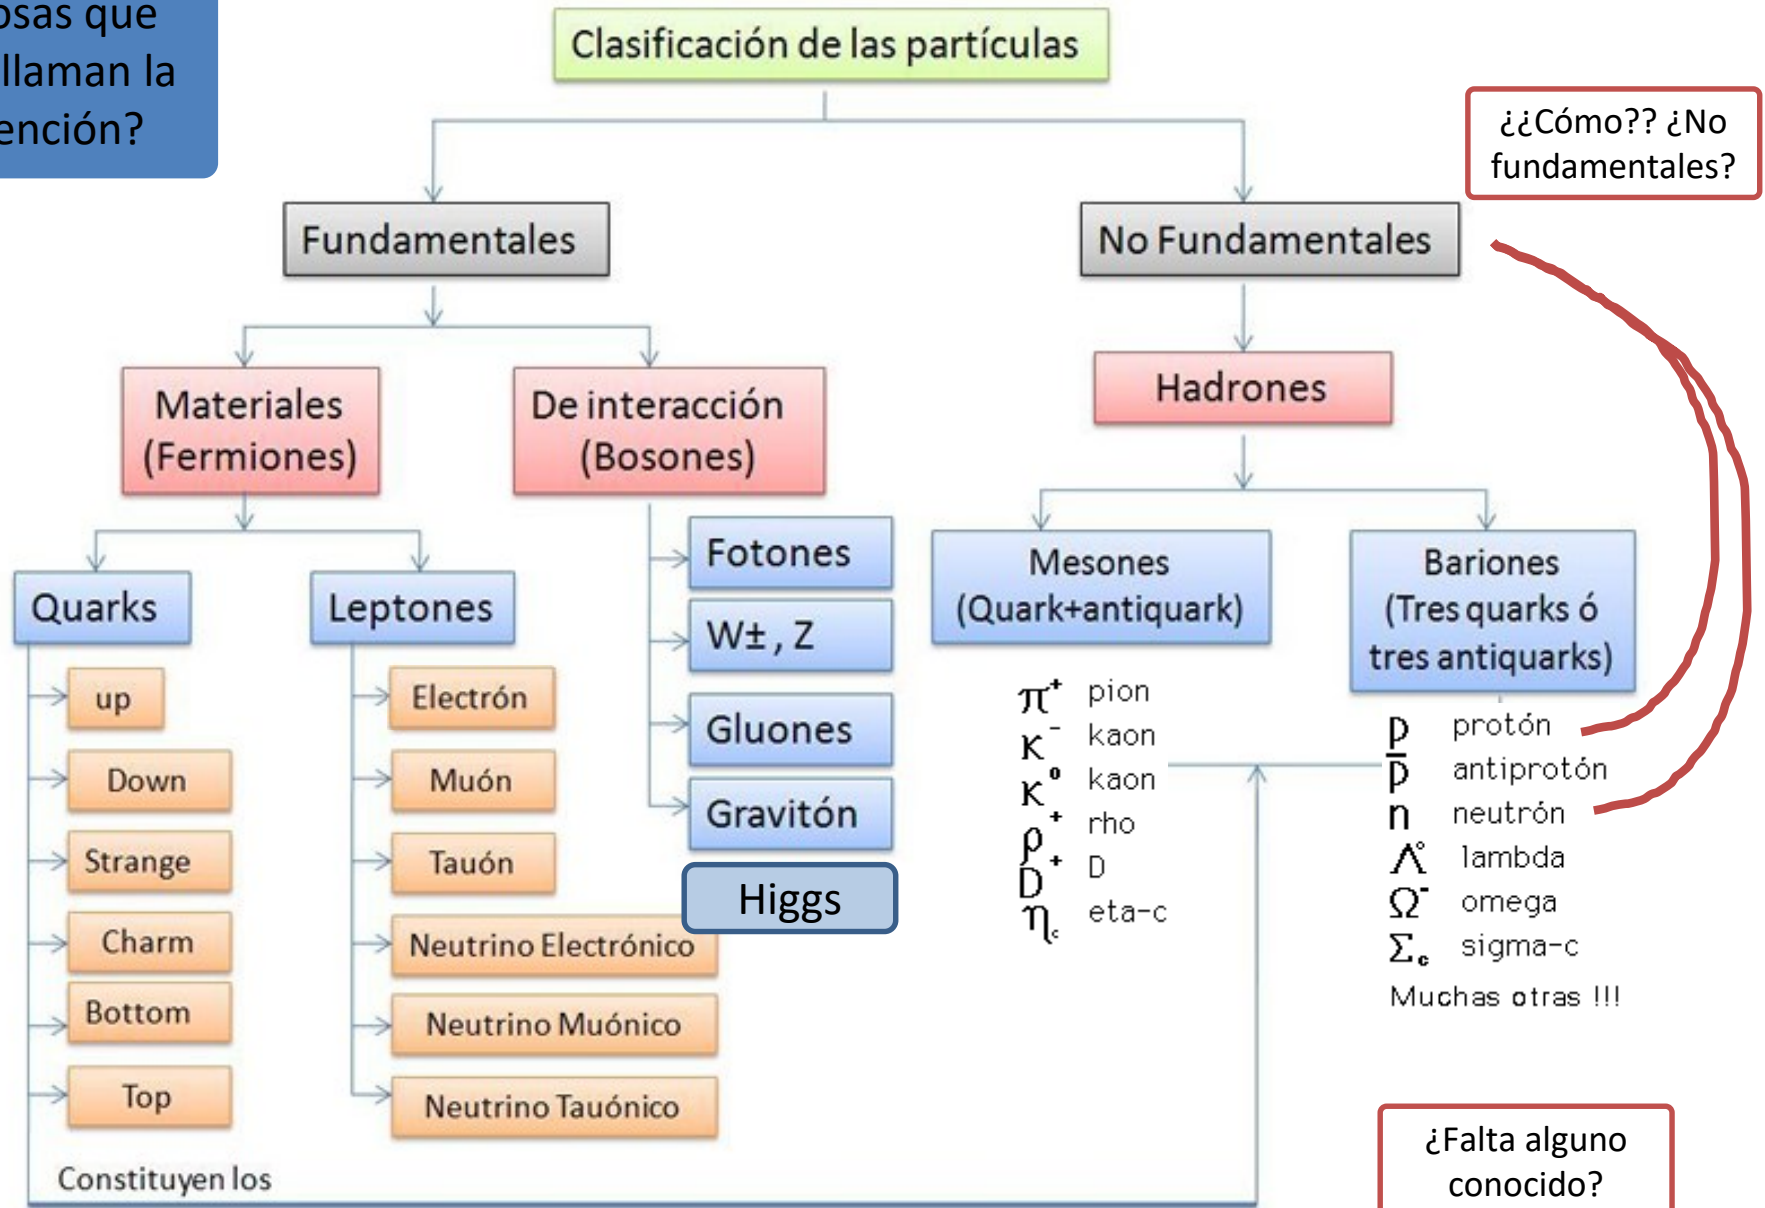 osas que
llaman la
ención?
Clasificación de las partículas
¿¿Cómo?? ¿No
fundamentales?
Fundamentales
No Fundamentales
Materiales
(Fermiones)
De interacción
(Bosones)
Hadrones
Quarks
Leptones
Fotones
W± , Z
Gluones
Gravitón
Higgs
Mesones
(Quark+antiquark)
Bariones
(Tres quarks ó
tres antiquarks)
up
Down
Strange
Charm
Bottom
Top
Electrón
Muón
Tauón
Neutrino Electrónico
Neutrino Muónico
Neutrino Tauónico
π⁺ pion
κ⁻ kaon
κ⁰ kaon
ρ⁺ rho
D⁺ D
η꜀ eta-c
p protón
p̅ antiprotón
n neutrón
Λ° lambda
Ω⁻ omega
Σ꜀ sigma-c
Muchas otras !!!
Constituyen los
¿Falta alguno
conocido?